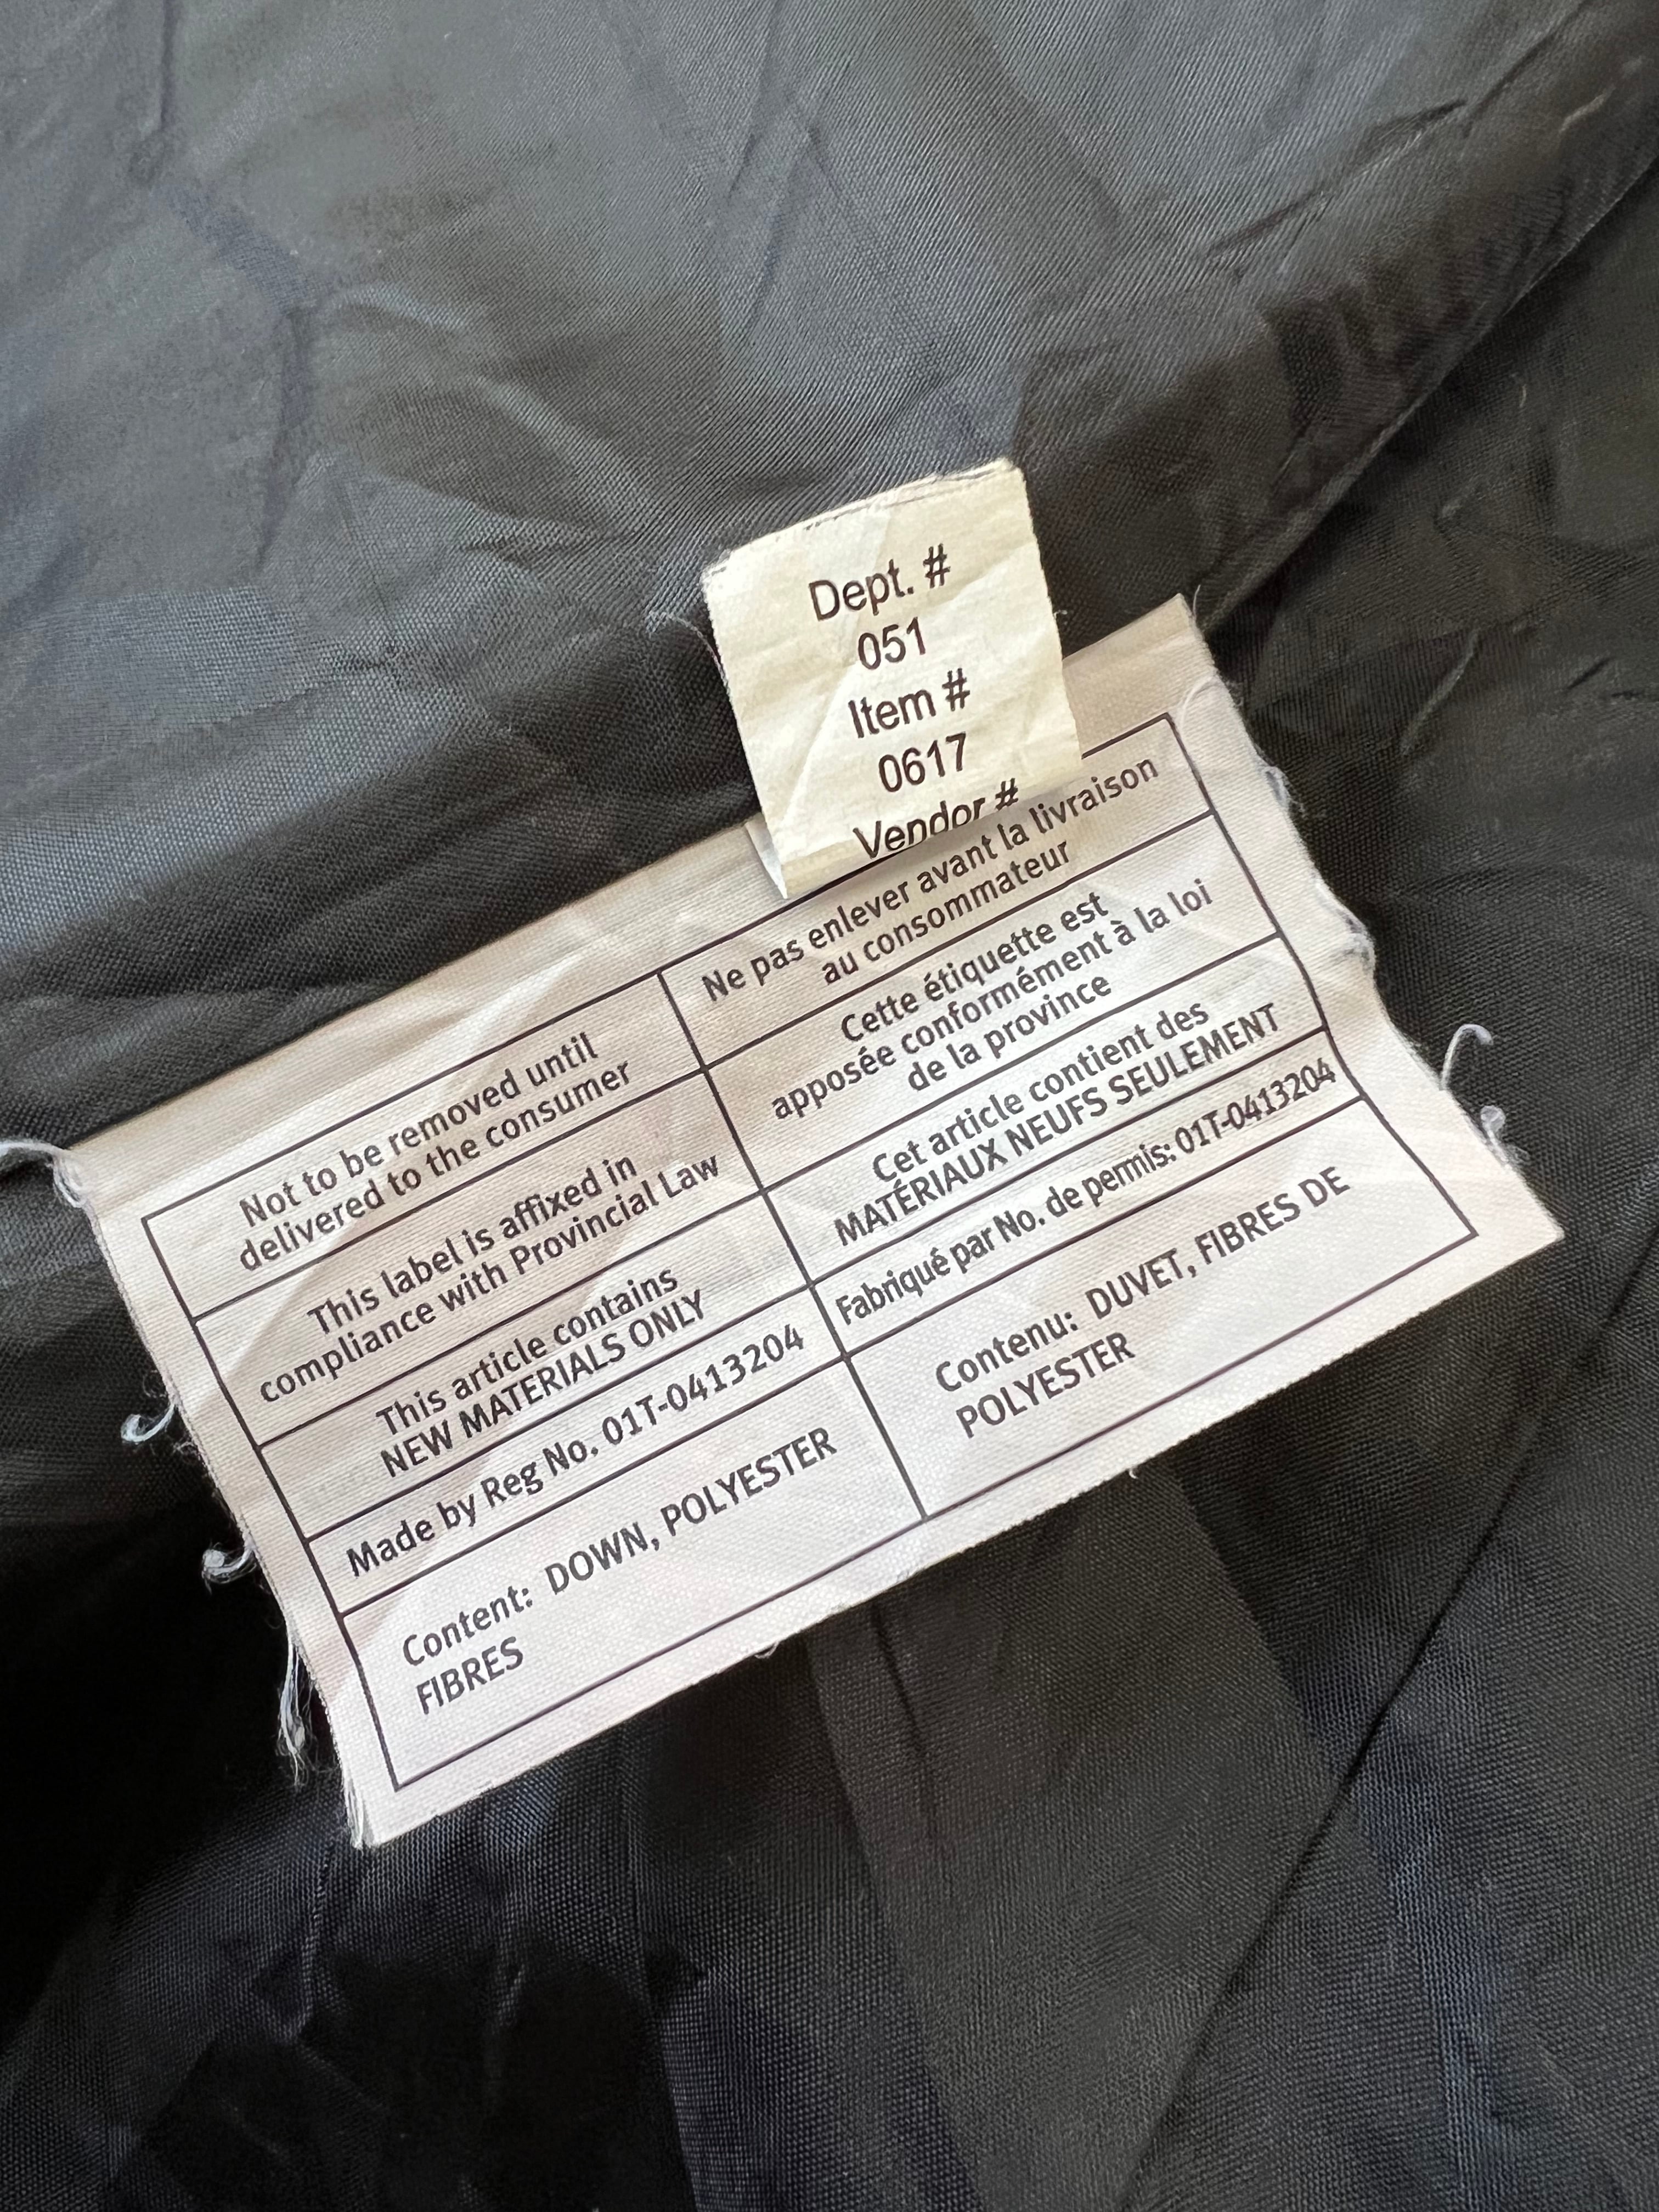 Dept. #
051
Item #
0617
Vendor #
Not to be removed until
delivered to the consumer
This label is affixed in
compliance with Provincial Law
This article contains
NEW MATERIALS ONLY
Made by Reg No. 01T-0413204
Content: DOWN, POLYESTER
FIBRES
Ne pas enlever avant la livraison
au consommateur
Cette étiquette est
apposée conformément à la loi
de la province
Cet article contient des
MATÉRIAUX NEUFS SEULEMENT
Fabriqué par No. de permis: 01T-0413204
Contenu: DUVET, FIBRES DE
POLYESTER